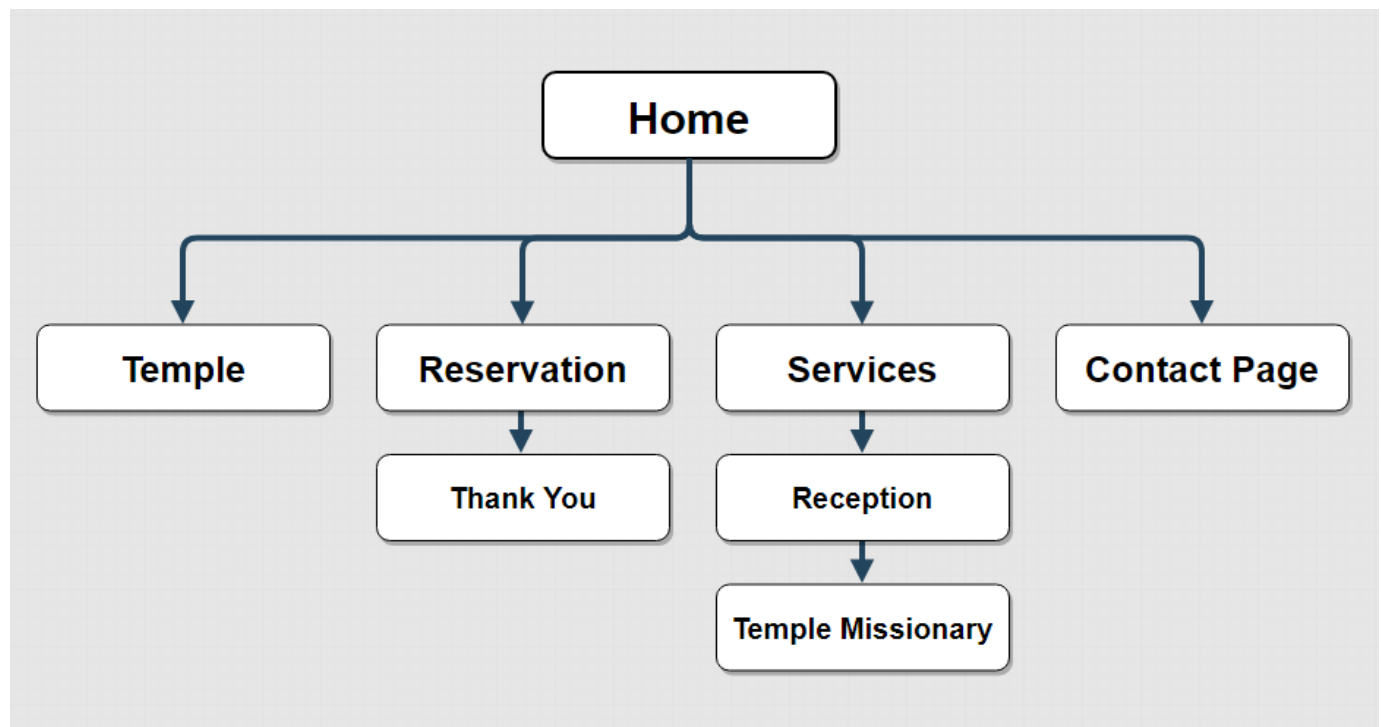 Home
Temple
Reservation
Services
Contact Page
Thank You
Reception
Temple Missionary